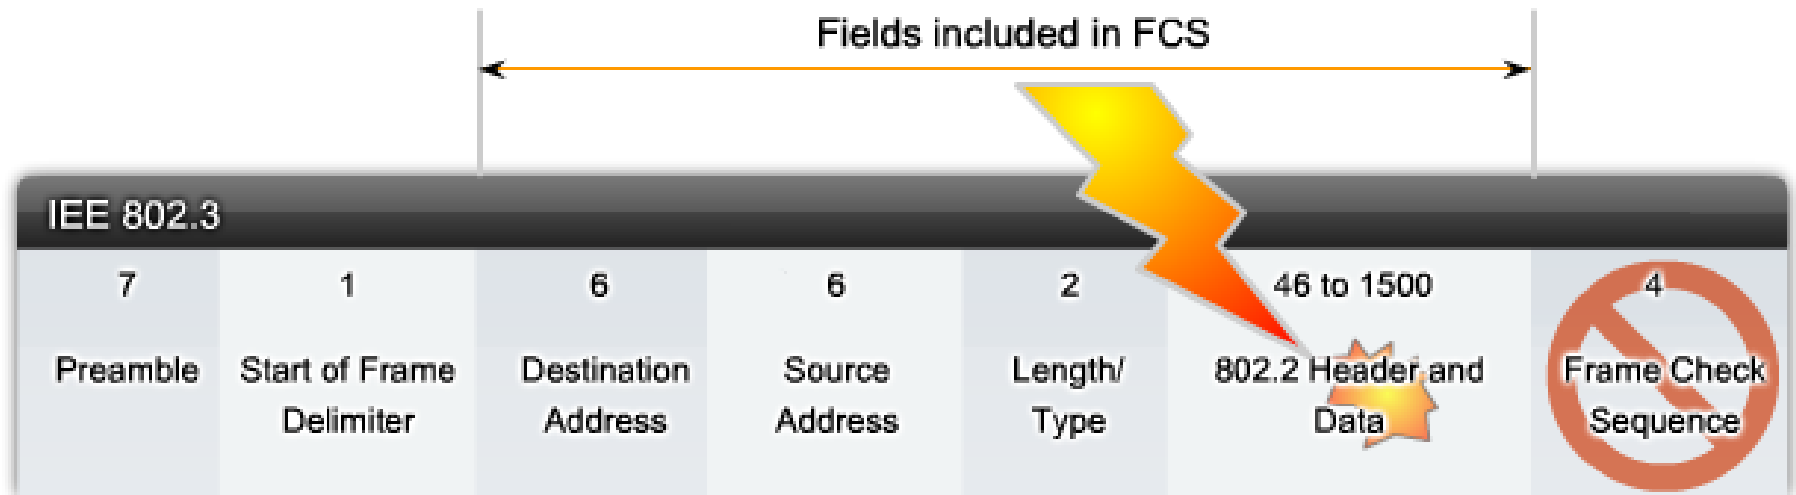 Fields included in FCS
IEE 802.3
7
1
6
6
2
46 to 1500
4
Preamble
Start of Frame
Delimiter
Destination
Address
Source
Address
Length/
Type
802.2 Header and
Data
Frame Check
Sequence